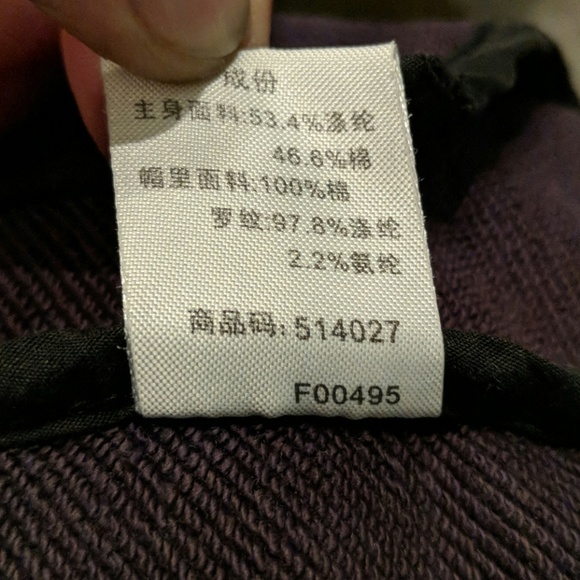 成份
主身面料:53.4%涤纶
46.6%棉
帽里面料:100%棉
罗纹:97.8%涤纶
2.2%氨纶
商品码: 514027
F00495